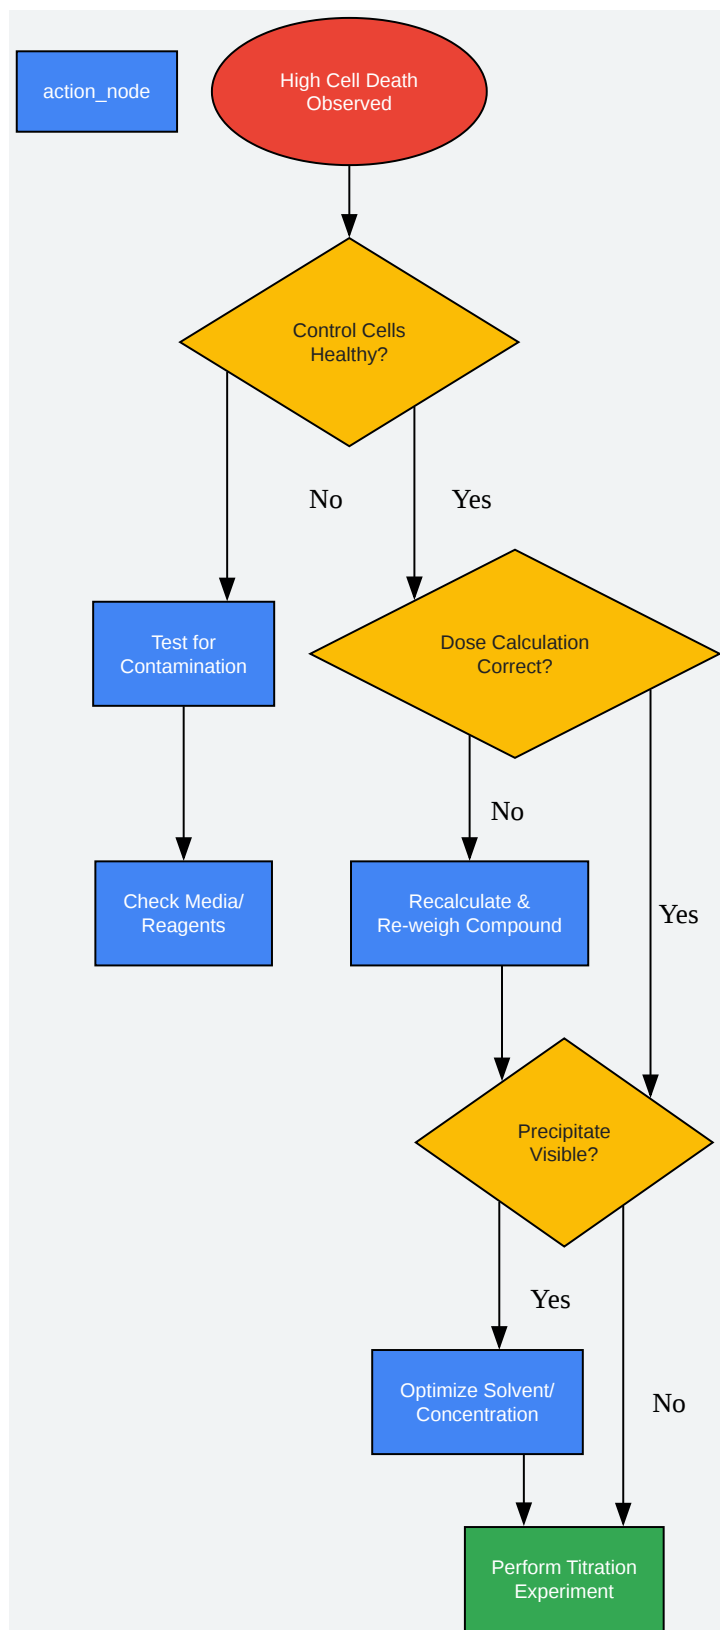 action_node
High Cell Death
Observed
Control Cells
Healthy?
No
Yes
Test for
Contamination
Dose Calculation
Correct?
No
Check Media/
Reagents
Recalculate &
Re-weigh Compound
Yes
Precipitate
Visible?
Yes
Optimize Solvent/
Concentration
No
Perform Titration
Experiment